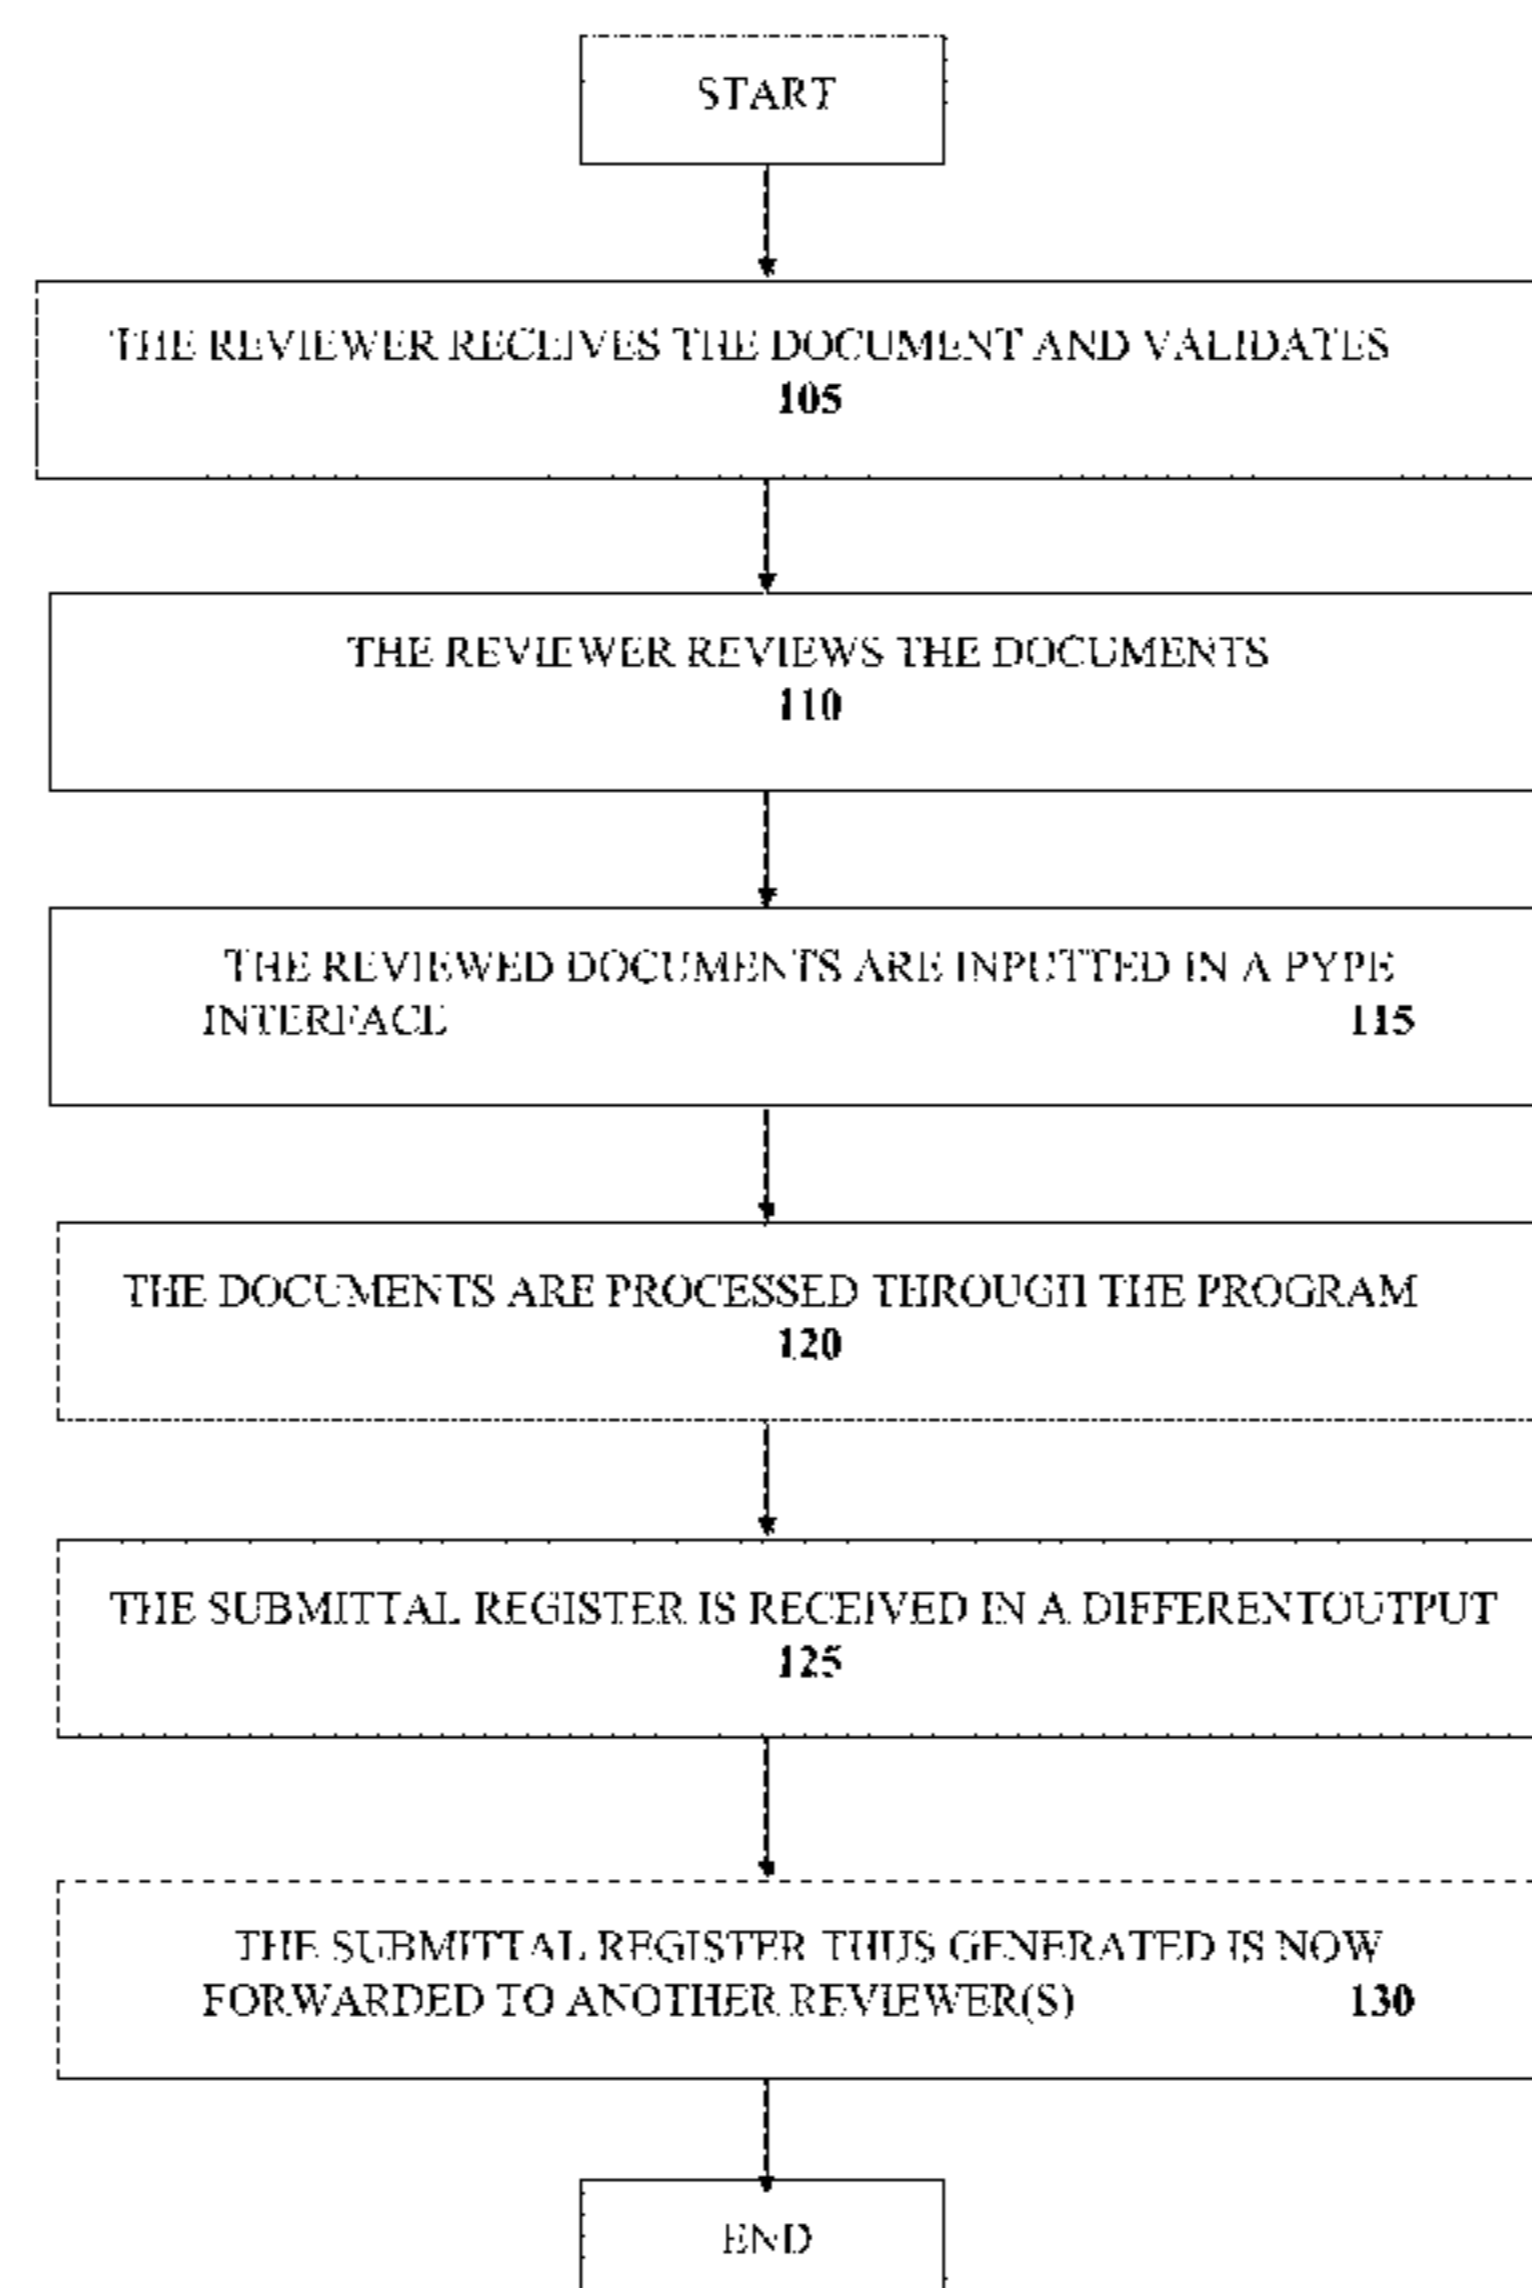 START
THE REVIEWER RECEIVES THE DOCUMENT AND VALIDATES
105
THE REVIEWER REVIEWS THE DOCUMENTS
110
THE REVIEWED DOCUMENTS ARE INPUTTED IN A PYPE
INTERFACE 115
THE DOCUMENTS ARE PROCESSED THROUGH THE PROGRAM
120
THE SUBMITTAL REGISTER IS RECEIVED IN A DIFFERENTOUTPUT
125
THE SUBMITTAL REGISTER THUS GENERATED IS NOW
FORWARDED TO ANOTHER REVIEWER(S) 130
END